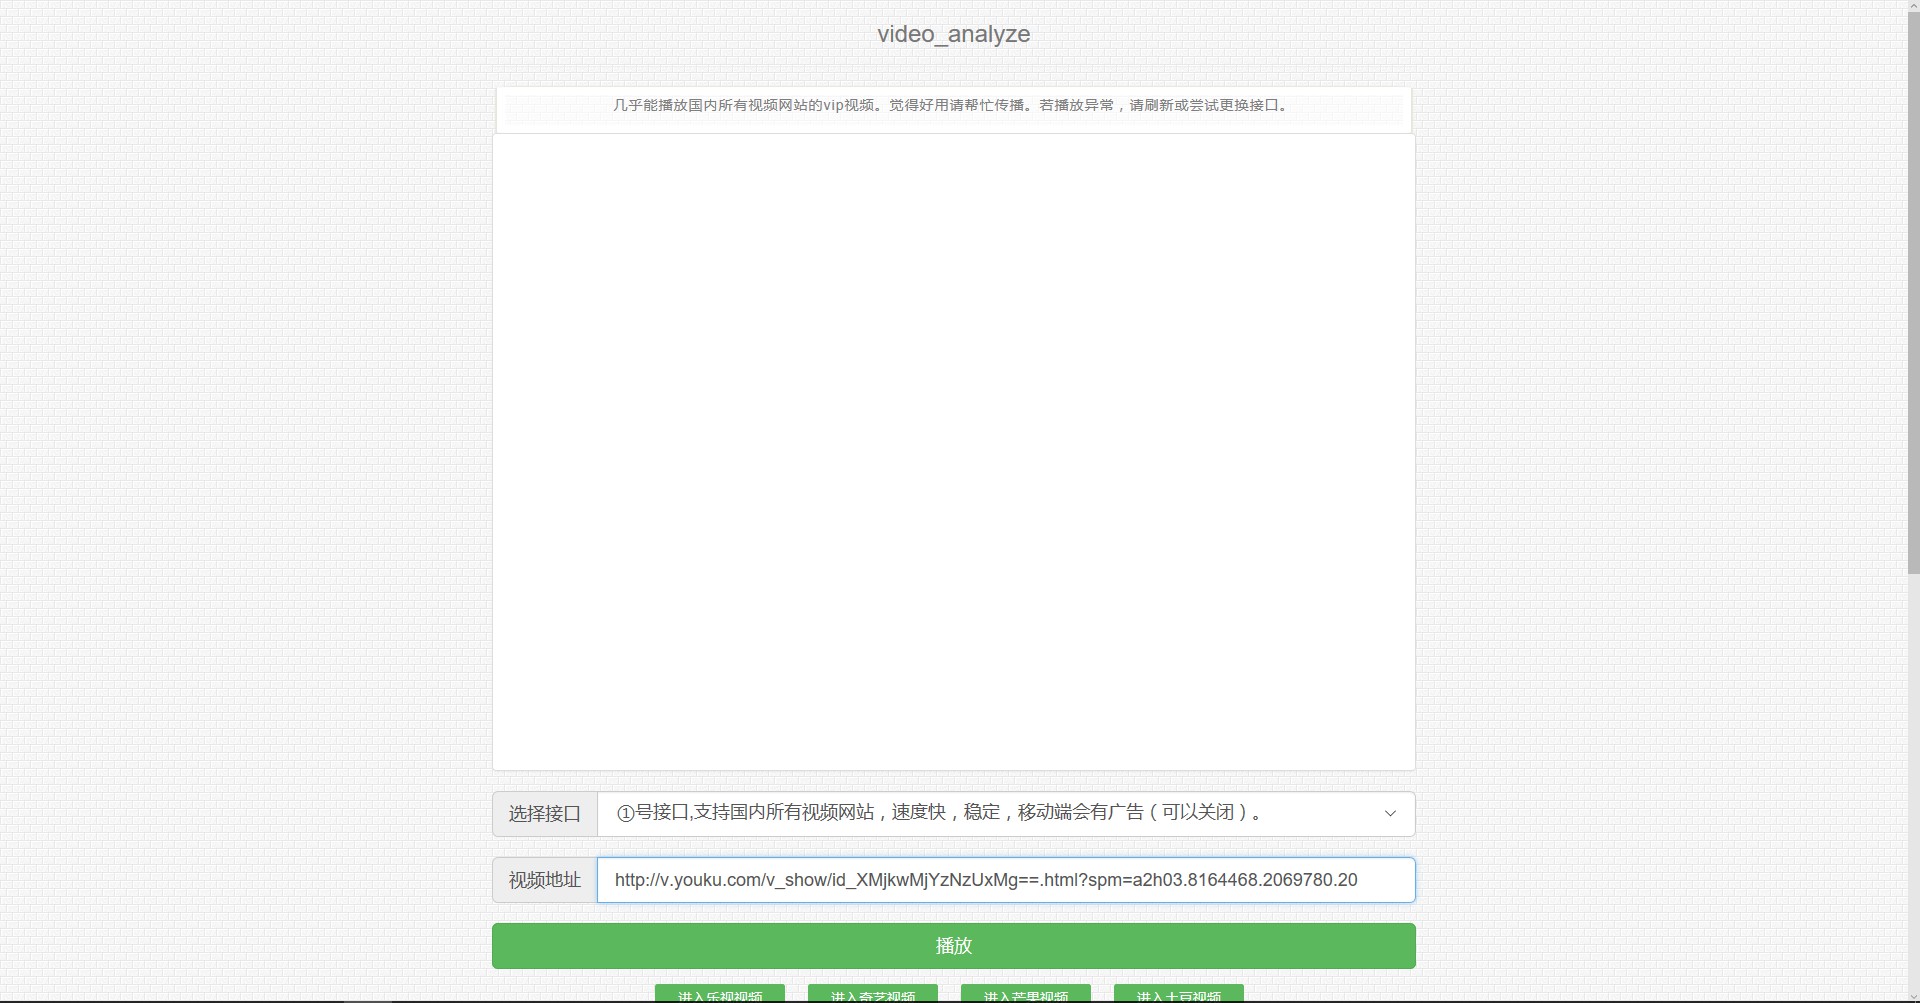 video_analyze
几乎能播放国内所有视频网站的vip视频。觉得好用请帮忙传播。若播放异常，请刷新或尝试更换接口。
选择接口 ①号接口,支持国内所有视频网站，速度快，稳定，移动端会有广告（可以关闭）。
视频地址 http://v.youku.com/v_show/id_XMjkwMjYzNzUxMg==.html?spm=a2h03.8164468.2069780.20
播放
进入乐视视频 进入奇艺视频 进入芒果视频 进入土豆视频